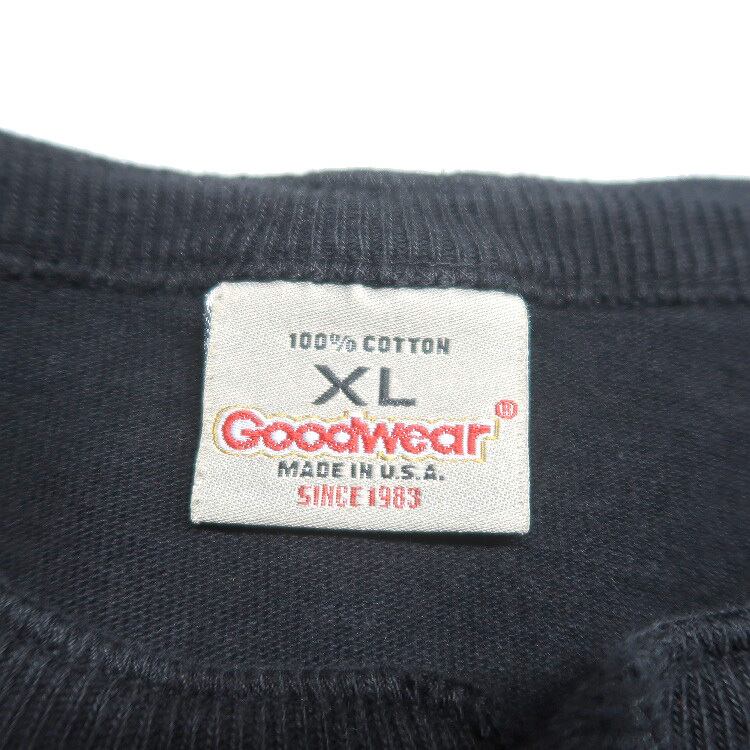 100% COTTON
XL
Goodwear®
MADE IN U.S.A.
SINCE 1983